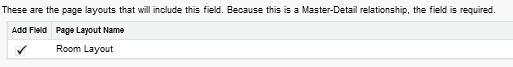 These are the page layouts that will include this field. Because this is a Master-Detail relationship, the field is required.
Add Field Page Layout Name
Room Layout